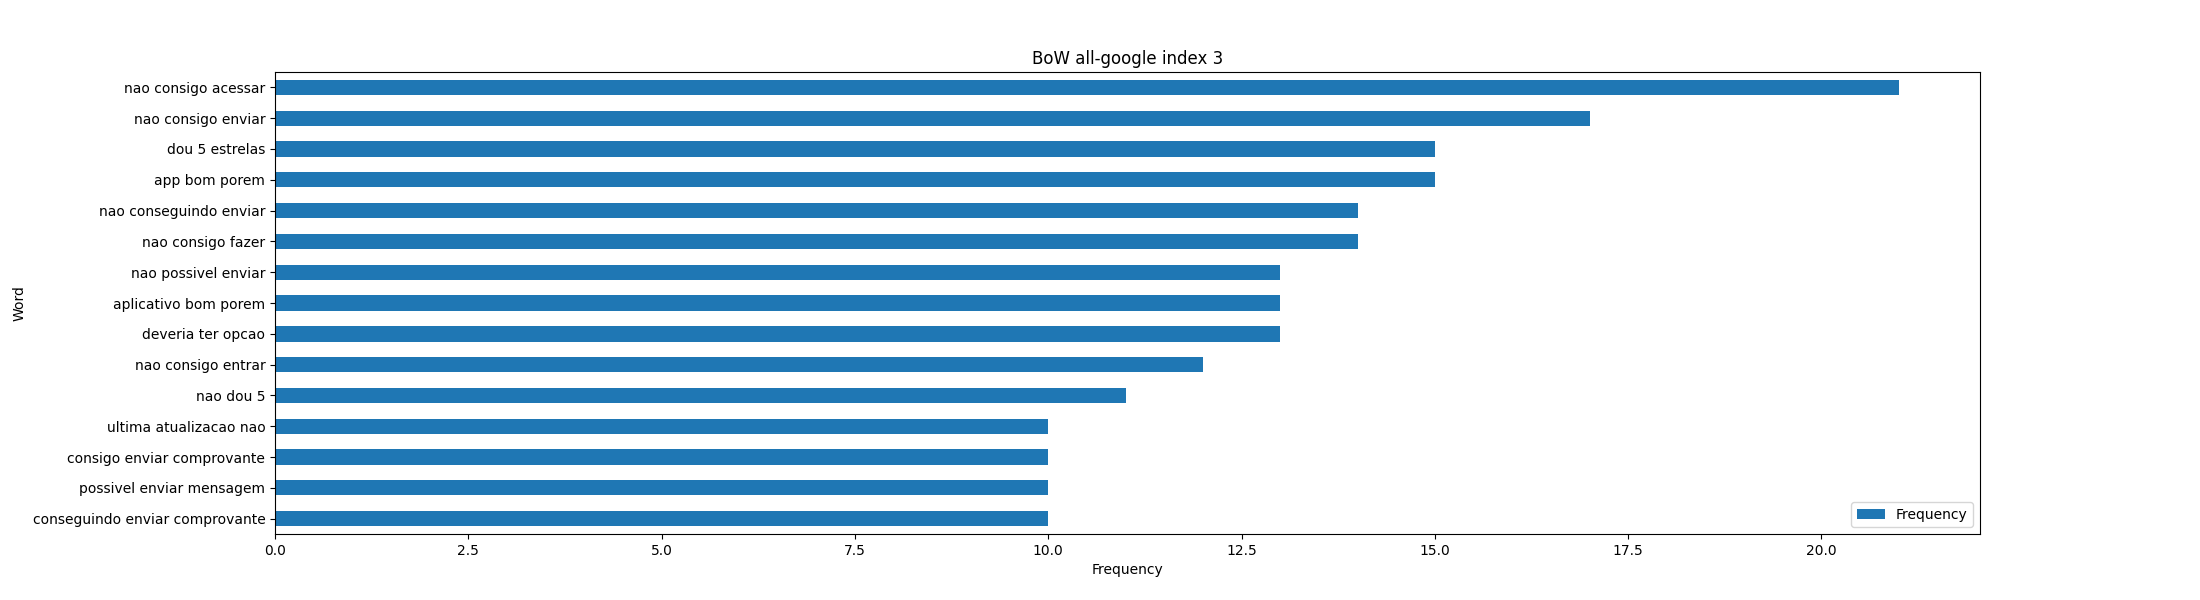 BoW all-google index 3
nao consigo acessar
nao consigo enviar
dou 5 estrelas
app bom porem
nao conseguindo enviar
nao consigo fazer
nao possivel enviar
aplicativo bom porem
deveria ter opcao
nao consigo entrar
nao dou 5
ultima atualizacao nao
consigo enviar comprovante
possivel enviar mensagem
conseguindo enviar comprovante
Word
Frequency
0.0 2.5 5.0 7.5 10.0 12.5 15.0 17.5 20.0
Frequency